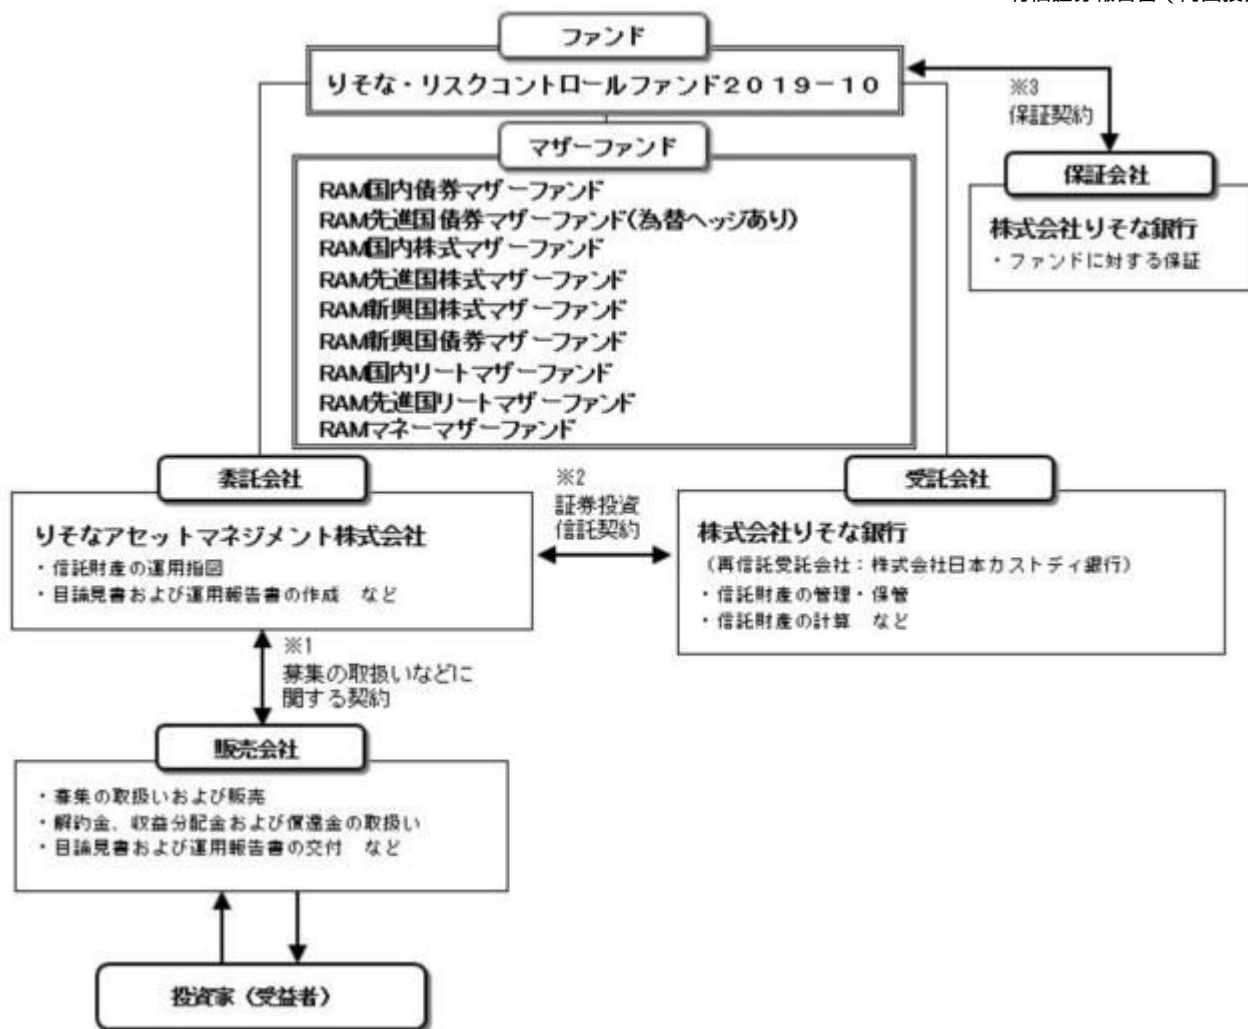 ファンド
りそな・リスクコントロールファンド2019-10
※3
保証契約
マザーファンド
保証会社
RAM国内債券マザーファンド
RAM先進国債券マザーファンド(為替ヘッジあり)
RAM国内株式マザーファンド
RAM先進国株式マザーファンド
RAM新興国株式マザーファンド
RAM新興国債券マザーファンド
RAM国内リートマザーファンド
RAM先進国リートマザーファンド
RAMマネーマザーファンド
株式会社りそな銀行
・ファンドに対する保証
委託会社
りそなアセットマネジメント株式会社
・信託財産の運用指図
・目論見書および運用報告書の作成 など
※2
証券投資
信託契約
受託会社
株式会社りそな銀行
(再信託受託会社:株式会社日本カストディ銀行)
・信託財産の管理・保管
・信託財産の計算 など
※1
募集の取扱いなどに
関する契約
販売会社
・募集の取扱いおよび販売
・解約金、収益分配金および償還金の取扱い
・目論見書および運用報告書の交付 など
投資家(受益者)